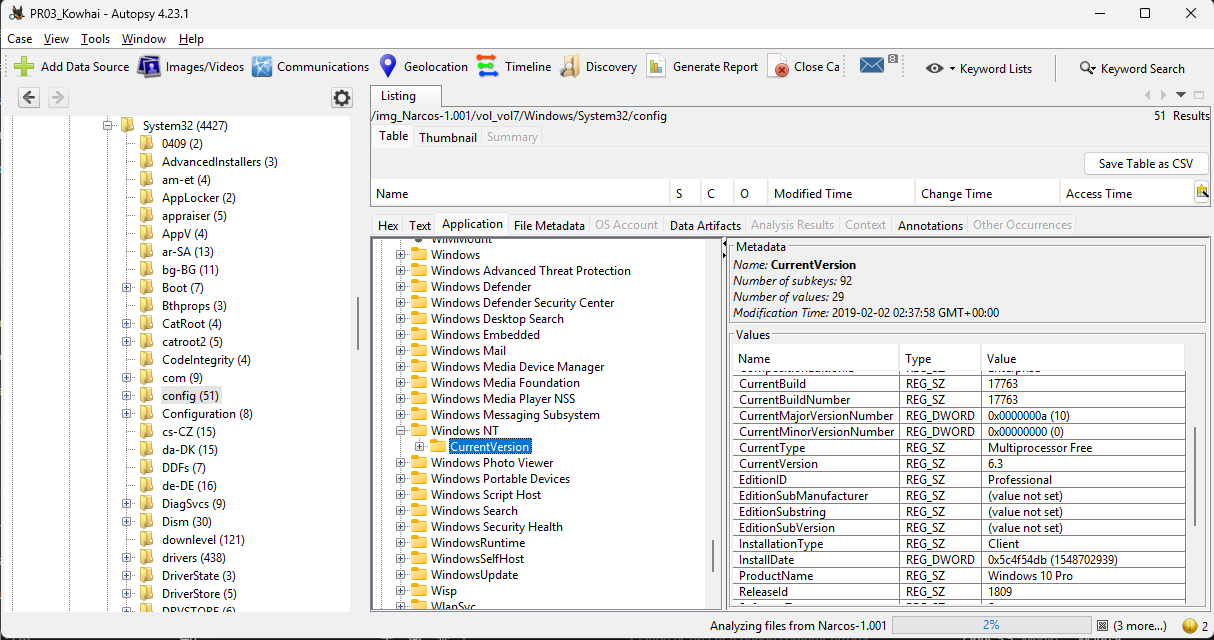 PR03_Kowhai - Autopsy 4.23.1
Case View Tools Window Help
Add Data Source Images/Videos Communications Geolocation Timeline Discovery Generate Report Close Ca Keyword Lists Keyword Search
Listing
/img_Narcos-1.001/vol_vol7/Windows/System32/config 51 Results
Table Thumbnail Summary
Save Table as CSV
Name S C O Modified Time Change Time Access Time
Hex Text Application File Metadata OS Account Data Artifacts Analysis Results Context Annotations Other Occurrences
System32 (4427)
0409 (2)
AdvancedInstallers (3)
am-et (4)
AppLocker (2)
appraiser (5)
AppV (4)
ar-SA (13)
bg-BG (11)
Boot (7)
Bthprops (3)
CatRoot (4)
catroot2 (5)
CodeIntegrity (4)
com (9)
config (51)
Configuration (8)
cs-CZ (15)
da-DK (15)
DDFs (7)
de-DE (16)
DiagSvcs (9)
Dism (30)
downlevel (121)
drivers (438)
DriverState (3)
DriverStore (5)
DRVSTORE (6)
WIMMount
Windows
Windows Advanced Threat Protection
Windows Defender
Windows Defender Security Center
Windows Desktop Search
Windows Embedded
Windows Mail
Windows Media Device Manager
Windows Media Foundation
Windows Media Player NSS
Windows Messaging Subsystem
Windows NT
CurrentVersion
Windows Photo Viewer
Windows Portable Devices
Windows Script Host
Windows Search
Windows Security Health
WindowsRuntime
WindowsSelfHost
WindowsUpdate
Wisp
WlanSvc
Metadata
Name: CurrentVersion
Number of subkeys: 92
Number of values: 29
Modification Time: 2019-02-02 02:37:58 GMT+00:00
Values
Name Type Value
CompositionEditionID REG_SZ Enterprise
CurrentBuild REG_SZ 17763
CurrentBuildNumber REG_SZ 17763
CurrentMajorVersionNumber REG_DWORD 0x0000000a (10)
CurrentMinorVersionNumber REG_DWORD 0x00000000 (0)
CurrentType REG_SZ Multiprocessor Free
CurrentVersion REG_SZ 6.3
EditionID REG_SZ Professional
EditionSubManufacturer REG_SZ (value not set)
EditionSubstring REG_SZ (value not set)
EditionSubVersion REG_SZ (value not set)
InstallationType REG_SZ Client
InstallDate REG_DWORD 0x5c4f54db (1548702939)
ProductName REG_SZ Windows 10 Pro
ReleaseId REG_SZ 1809
Analyzing files from Narcos-1.001 2% (3 more...) 2